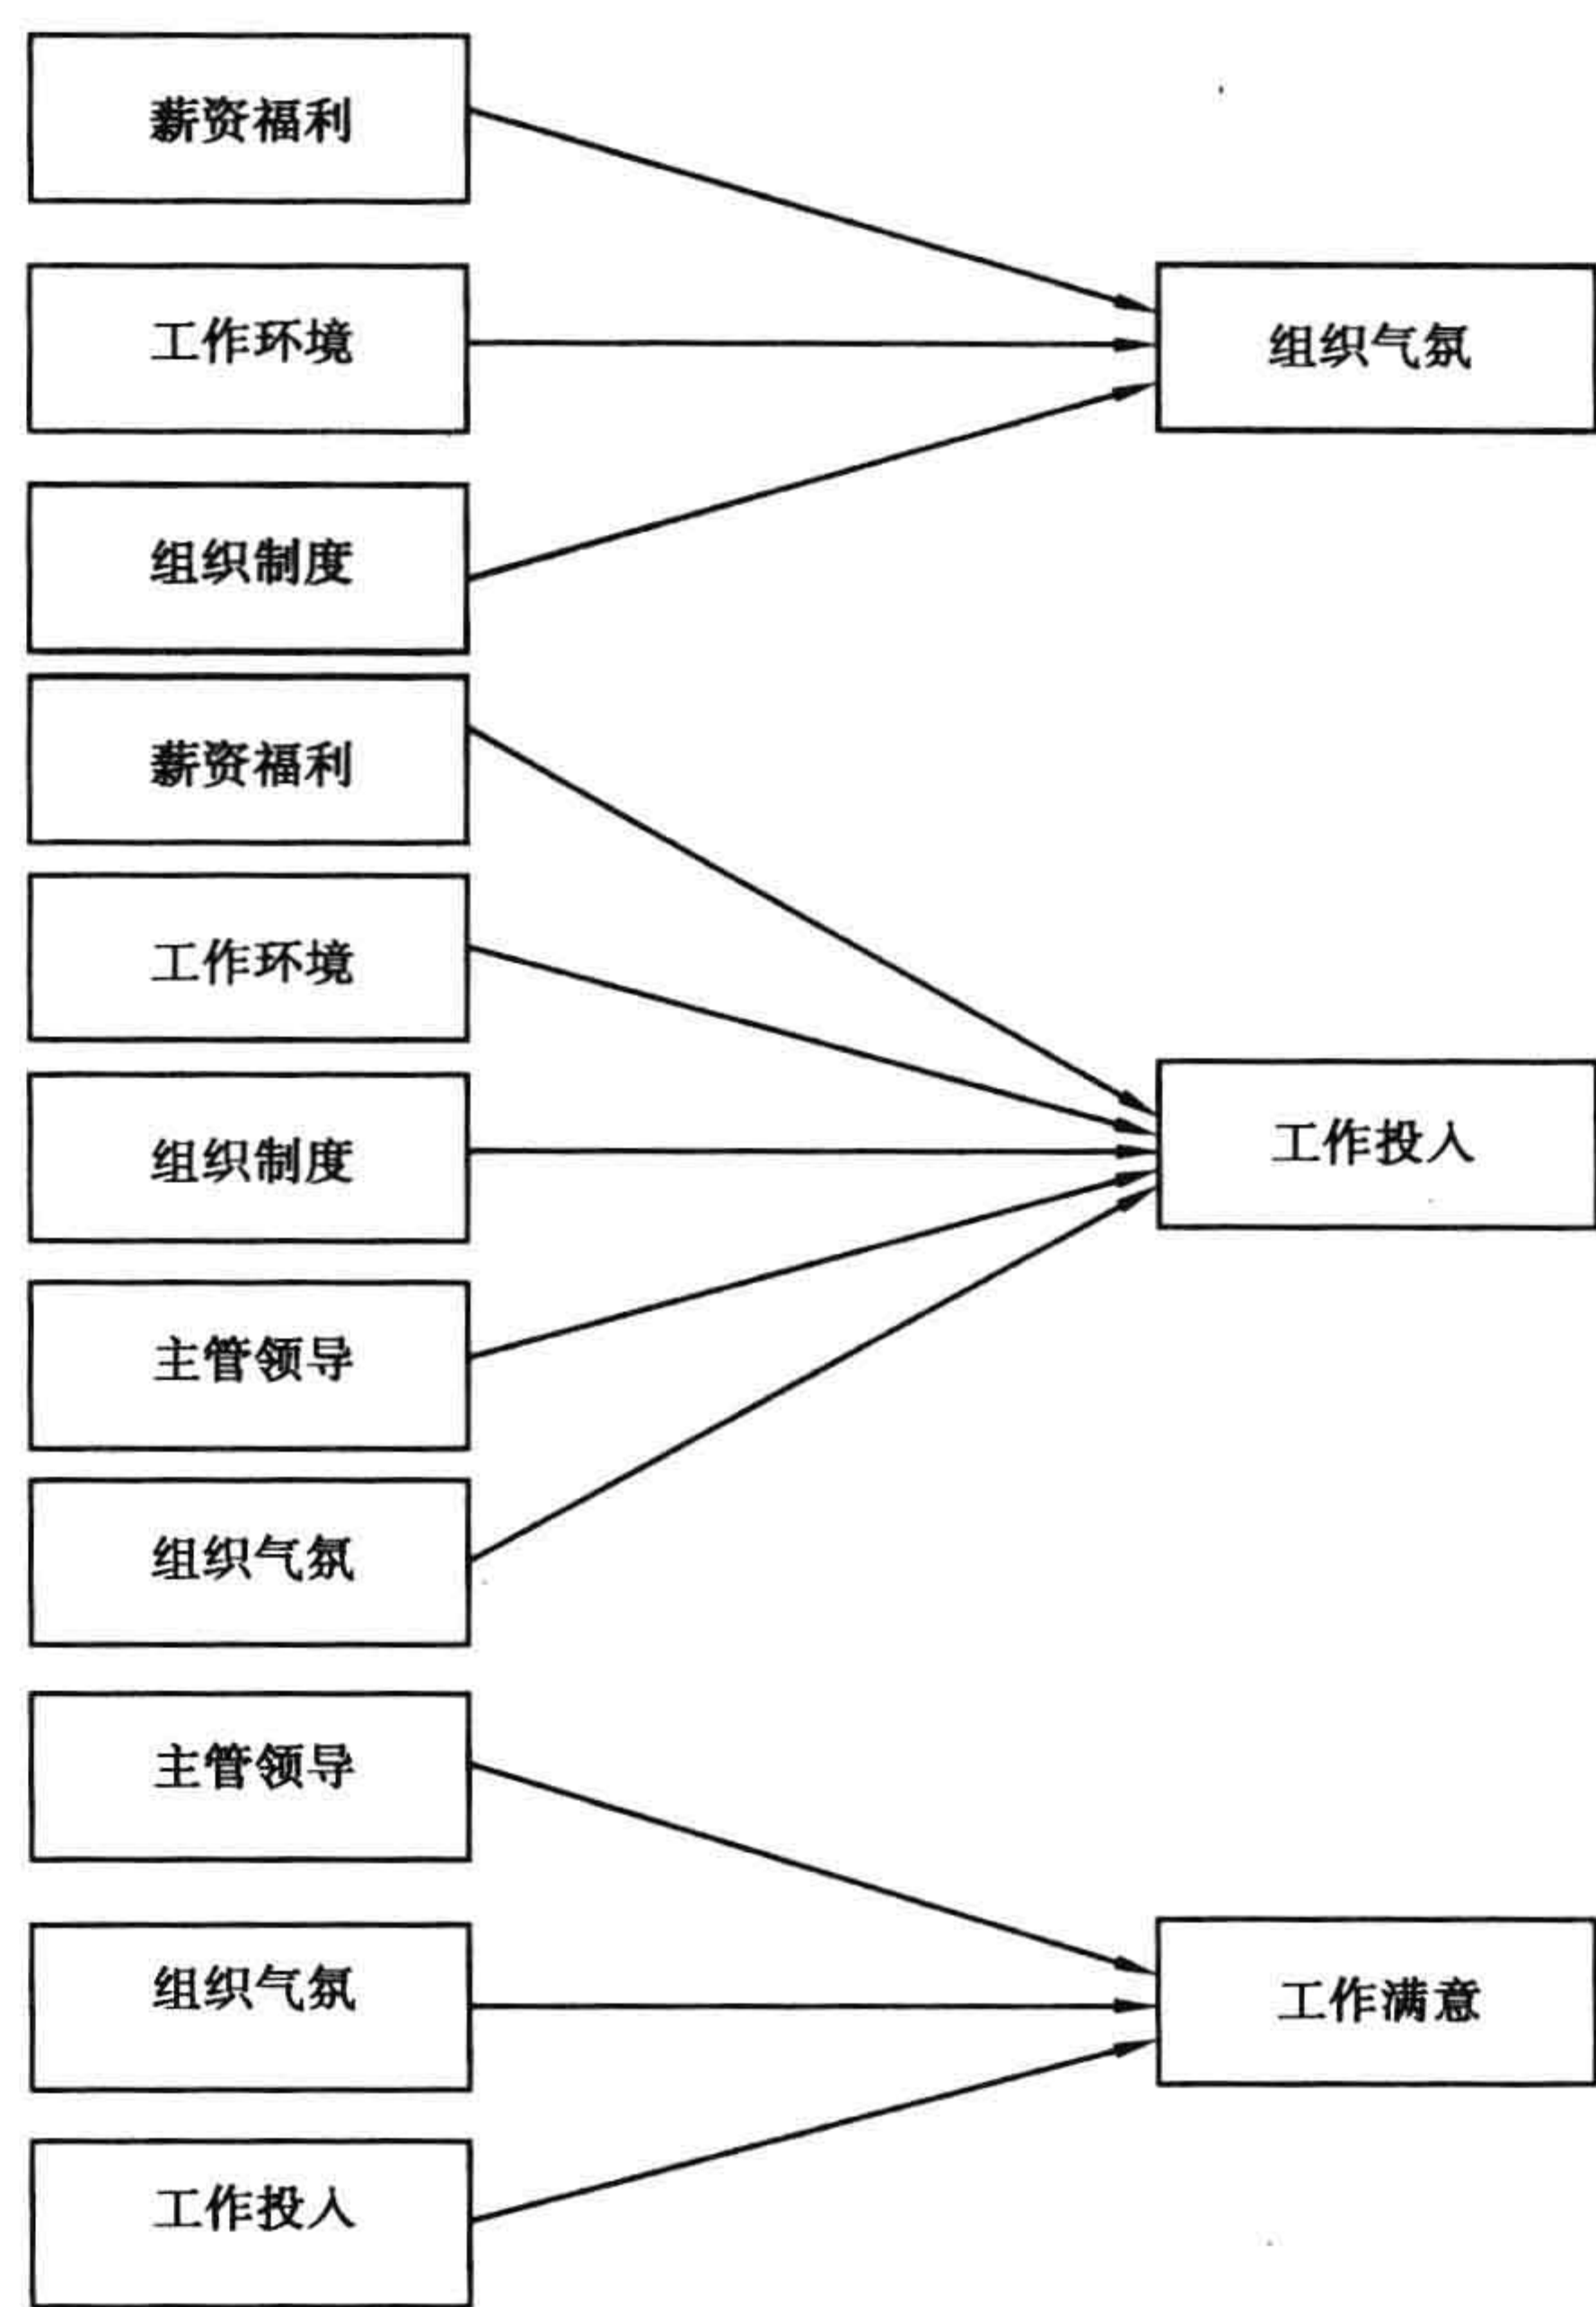 薪资福利
工作环境
组织气氛
组织制度
薪资福利
工作环境
组织制度
工作投入
主管领导
组织气氛
主管领导
组织气氛
工作满意
工作投入